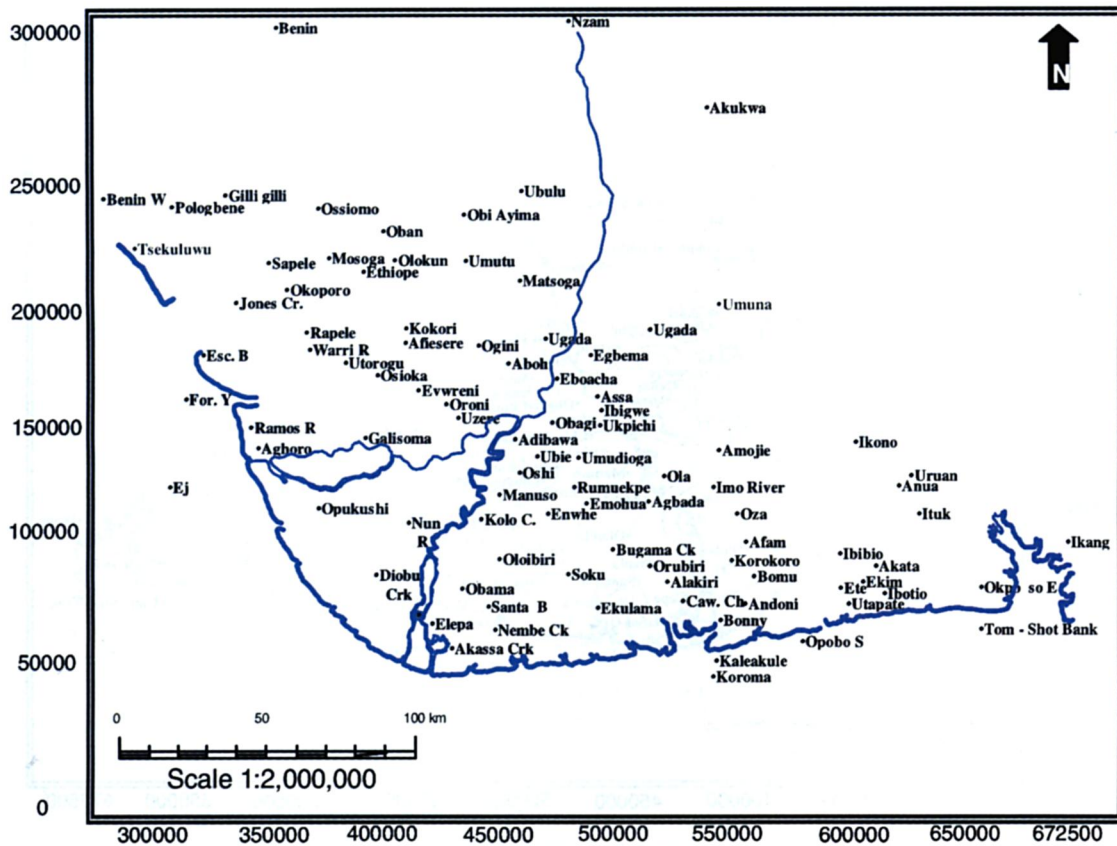 300000
Benin
Nzam
N
Akukwa
250000
Benin W
Pologbene
Gilli gilli
Ossiomo
Ubulu
Obi Ayima
Oban
Tsekuluwu
Sapele
Mosoga
Olokun
Ethiope
Umutu
Matsoga
Okoporo
Jones Cr.
Umuna
200000
Rapele
Kokori
Afiesere
Ogini
Ugada
Ugada
Warri R
Esc. B
Utorogu
Aboh
Egbema
Osioka
Eboacha
Evwreni
For. Y
Oroni
Assa
Ibigwe
Uzere
Obagi
Ukpichi
150000
Ramos R
Galisoma
Adibawa
Aghoro
Ikono
Amojie
Ubie
Umudioga
Oshi
Ola
Uruan
Anua
Ej
Manuso
Rumuekpe
Imo River
Opukushi
Emohua
Agbada
Enwhe
Oza
Ituk
Nun
R
Kolo C.
100000
Afam
Ikang
Bugama Ck
Ibibio
Oloibiri
Korokoro
Orubiri
Akata
Diobu
Crk
Soku
Bomu
Alakiri
Ekim
Obama
Ete
Ibotio
Okpo so E
Santa B
Ekulama
Caw. Ch
Andoni
Utapate
Elepa
Nembe Ck
Bonny
Tom - Shot Bank
Akassa Crk
Opobo S
50000
Kaleakule
Koroma
0 50 100 km
Scale 1:2,000,000
0
300000 350000 400000 450000 500000 550000 600000 650000 672500